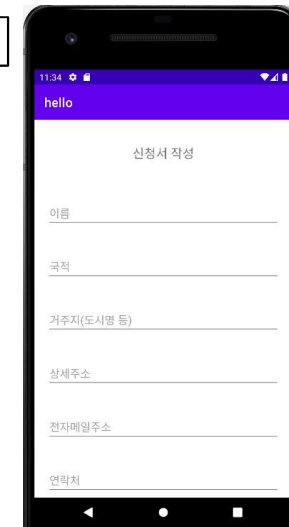 11:34
hello
신청서 작성
이름
국적
거주지(도시명 등)
상세주소
전자메일주소
연락처